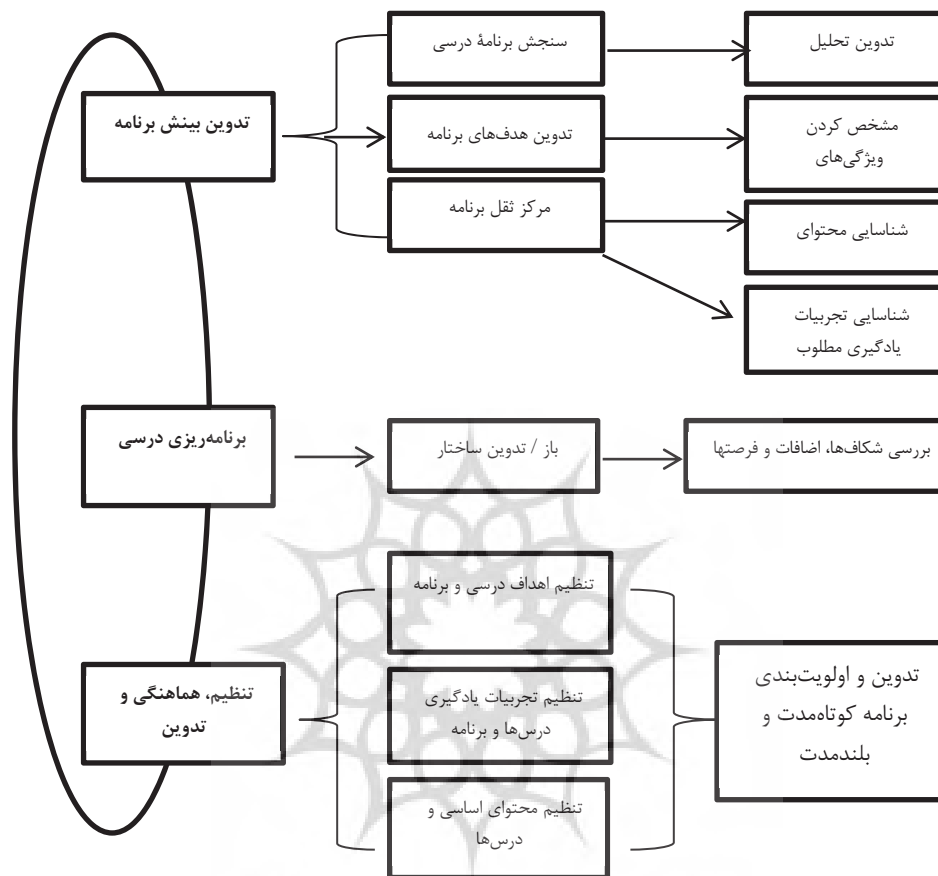 تدوین بینش برنامه
سنجش برنامهٔ درسی
تدوین تحلیل
تدوین هدف‌های برنامه
مشخص کردن
ویژگی‌های
مرکز ثقل برنامه
شناسایی محتوای
شناسایی تجربیات
یادگیری مطلوب
برنامه‌ریزی درسی
باز / تدوین ساختار
بررسی شکاف‌ها، اضافات و فرصتها
تنظیم، هماهنگی و
تدوین
تنظیم اهداف درسی و برنامه
تنظیم تجربیات یادگیری
درس‌ها و برنامه
تنظیم محتوای اساسی و
درس‌ها
تدوین و اولویت‌بندی
برنامه کوتاه‌مدت و
بلندمدت